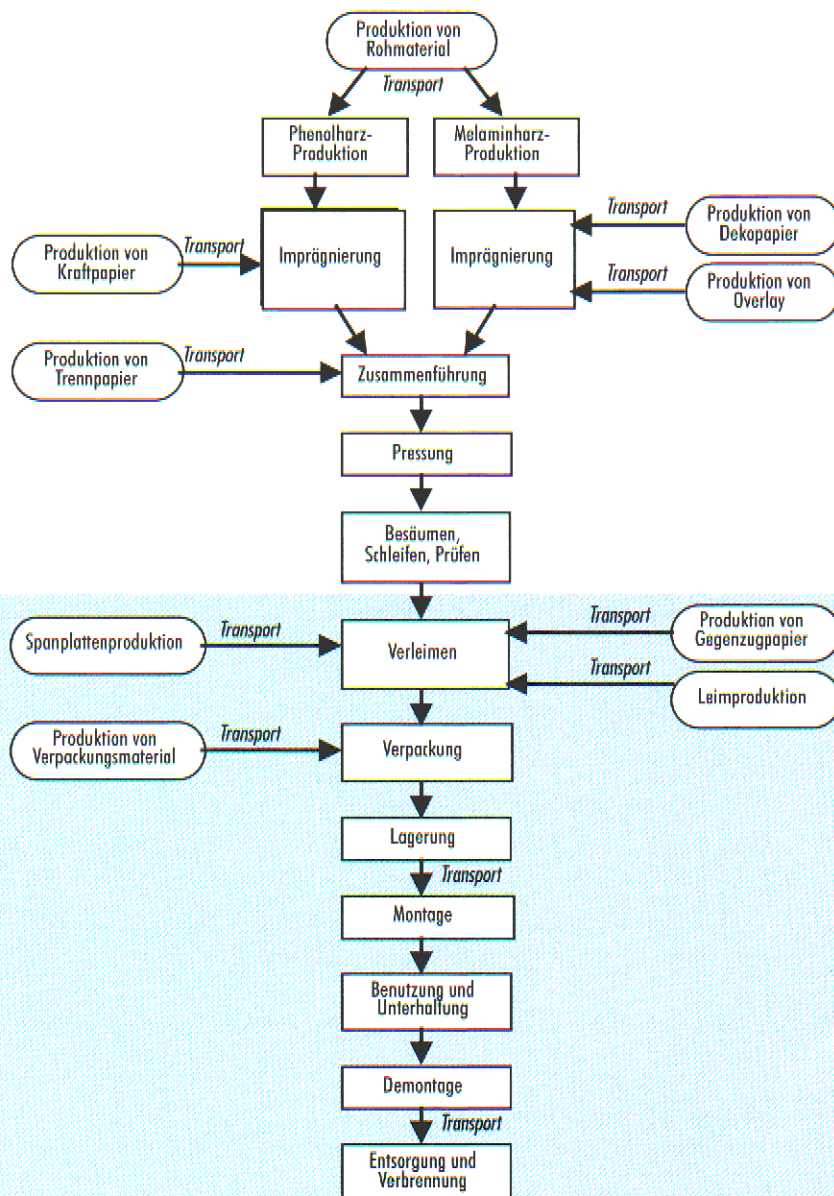 Produktion von
Rohmaterial
Transport
Phenolharz-
Produktion
Melaminharz-
Produktion
Imprägnierung
Imprägnierung
Transport
Produktion von
Dekopapier
Produktion von
Kraftpapier
Transport
Transport
Produktion von
Overlay
Produktion von
Trennpapier
Transport
Zusammenführung
Pressung
Besäumen,
Schleifen, Prüfen
Spanplattenproduktion
Transport
Verleimen
Transport
Produktion von
Gegenzugpapier
Transport
Leimproduktion
Produktion von
Verpackungsmaterial
Transport
Verpackung
Lagerung
Transport
Montage
Benutzung und
Unterhaltung
Demontage
Transport
Entsorgung und
Verbrennung